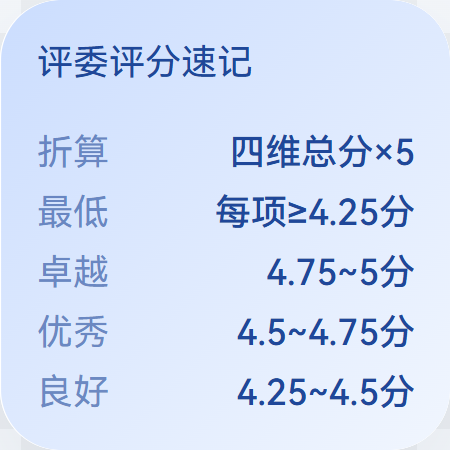 评委评分速记
折算 四维总分×5
最低 每项≥4.25分
卓越 4.75~5分
优秀 4.5~4.75分
良好 4.25~4.5分